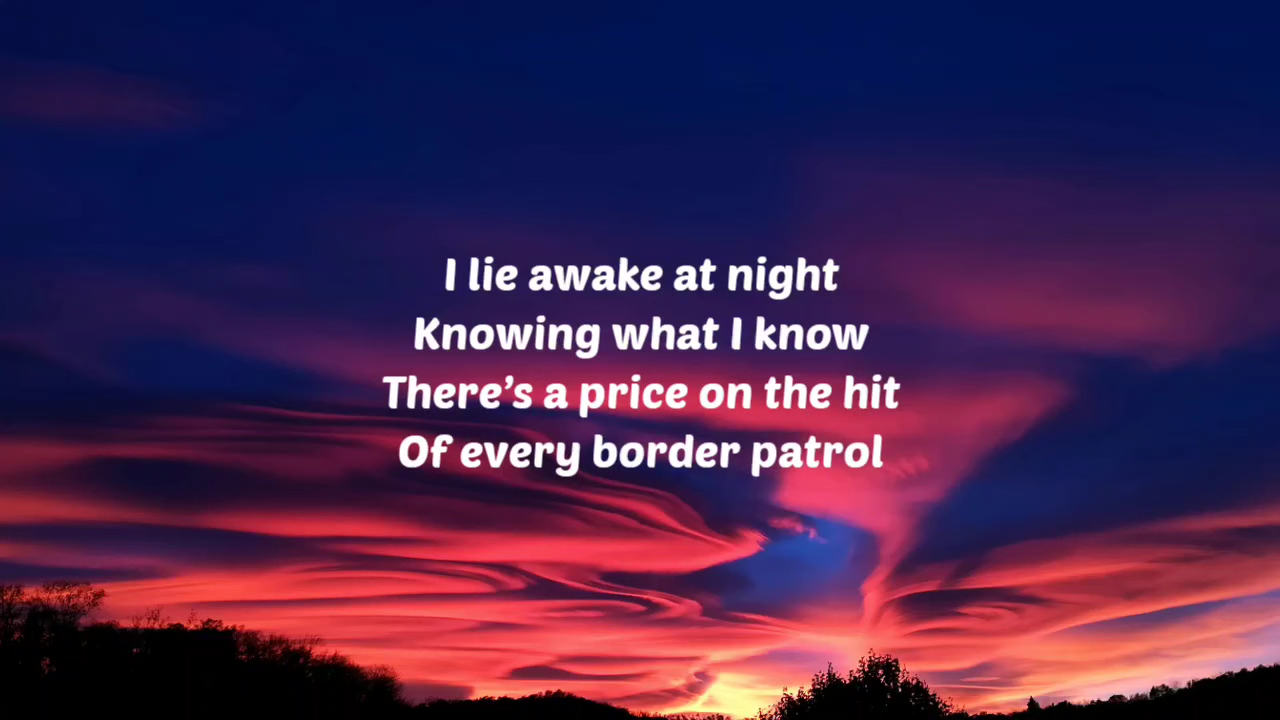 I lie awake at night
Knowing what I know
There’s a price on the hit
Of every border patrol